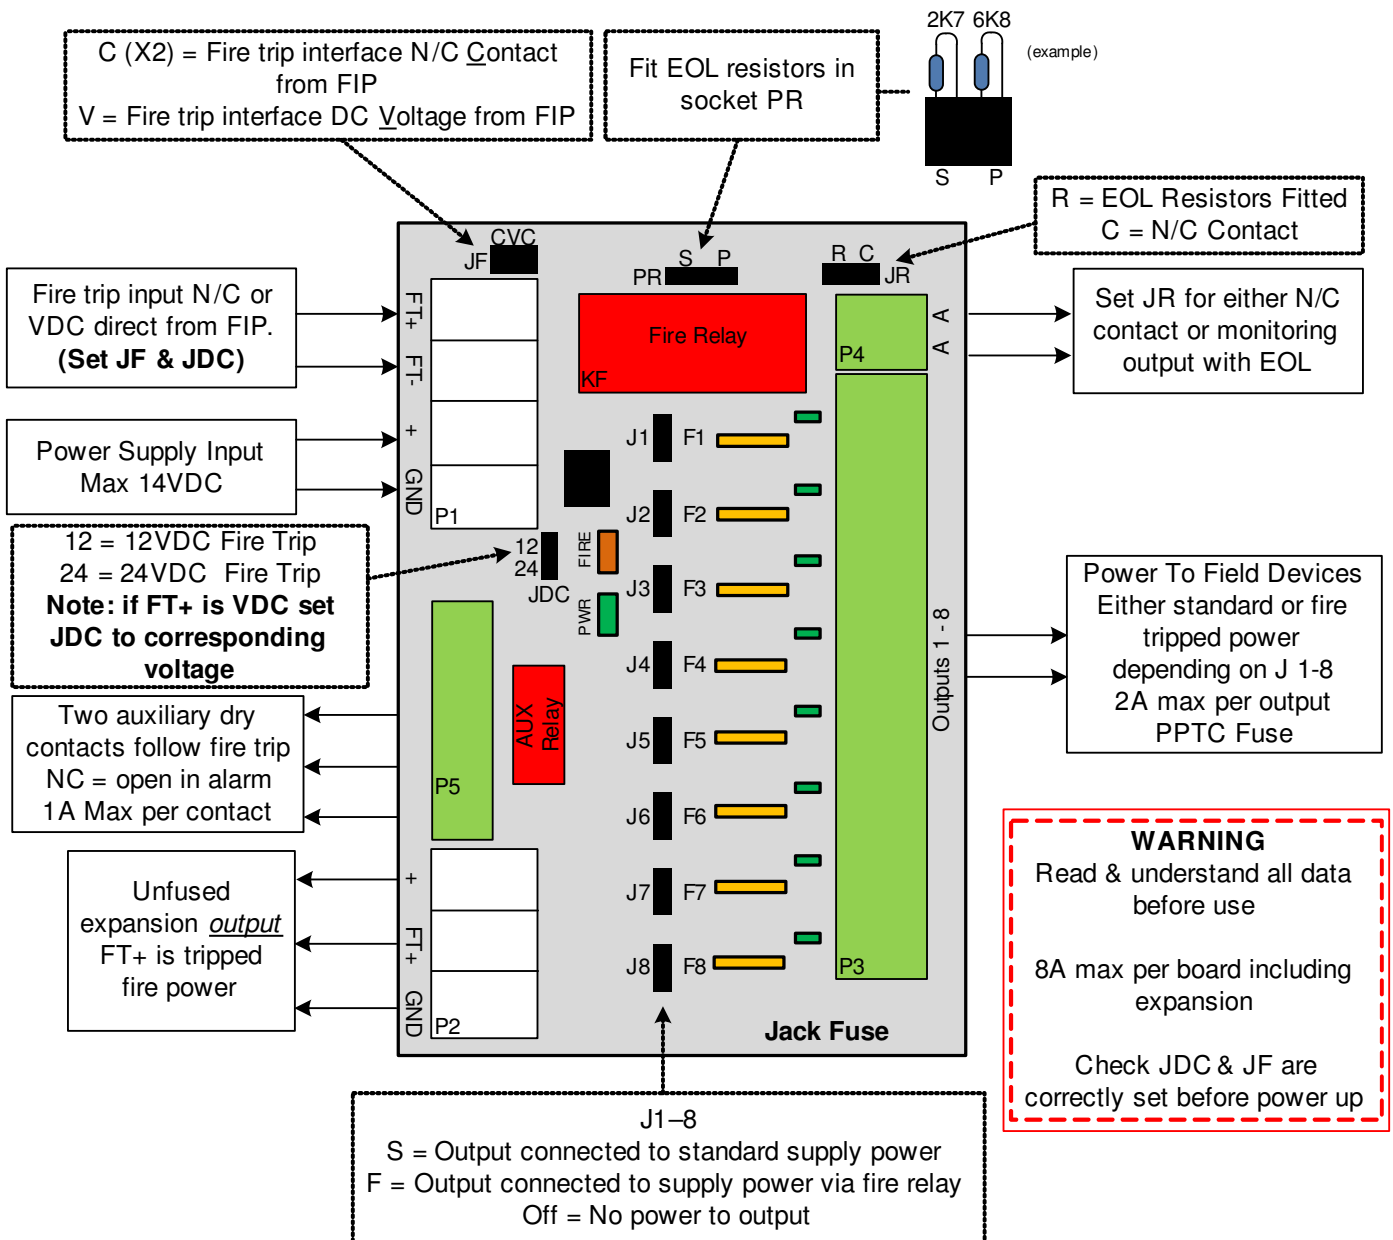 C (X2) = Fire trip interface N/C Contact
from FIP
V = Fire trip interface DC Voltage from FIP
Fit EOL resistors in
socket PR
2K7 6K8
(example)
S P
R = EOL Resistors Fitted
C = N/C Contact
CVC
JF
S P
PR
R C
JR
Fire trip input N/C or
VDC direct from FIP.
(Set JF & JDC)
FT+
FT-
+
GND
P1
Fire Relay
KF
P4
A
A
Set JR for either N/C
contact or monitoring
output with EOL
Power Supply Input
Max 14VDC
12 = 12VDC Fire Trip
24 = 24VDC Fire Trip
Note: if FT+ is VDC set
JDC to corresponding
voltage
12
24
JDC
FIRE
PWR
J1 F1
J2 F2
J3 F3
J4 F4
J5 F5
J6 F6
J7 F7
J8 F8
Outputs 1 - 8
P3
Power To Field Devices
Either standard or fire
tripped power
depending on J 1-8
2A max per output
PPTC Fuse
Two auxiliary dry
contacts follow fire trip
NC = open in alarm
1A Max per contact
P5
AUX
Relay
Unfused
expansion output
FT+ is tripped
fire power
+
FT+
GND
P2
Jack Fuse
WARNING
Read & understand all data
before use
8A max per board including
expansion
Check JDC & JF are
correctly set before power up
J1–8
S = Output connected to standard supply power
F = Output connected to supply power via fire relay
Off = No power to output